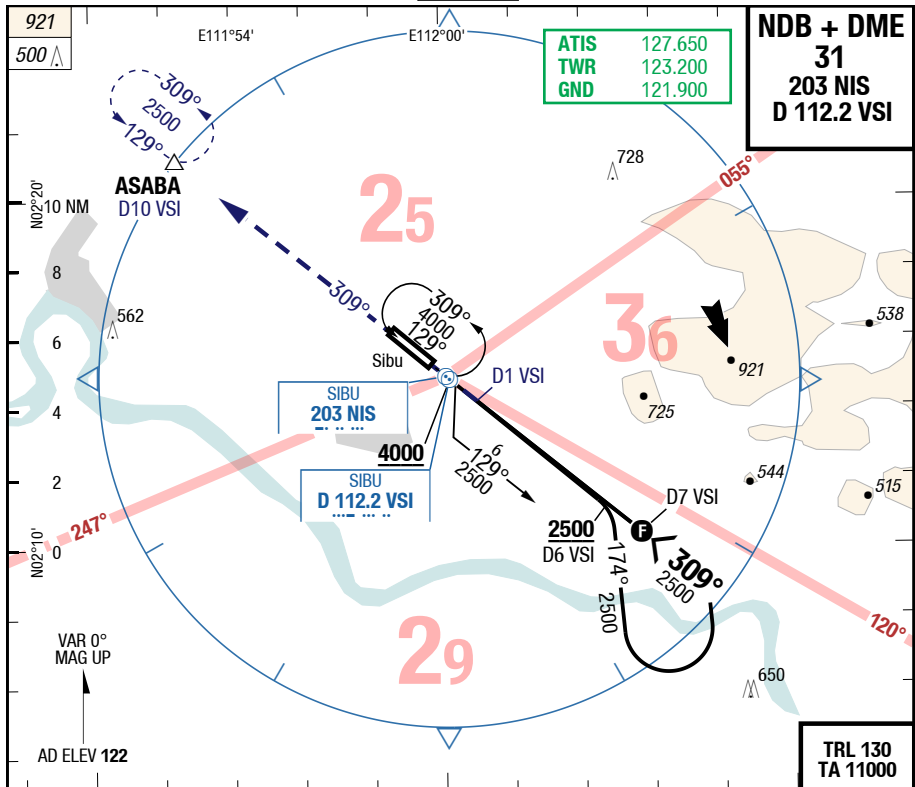 921
500
E111°54'
E112°00'
ATIS 127.650
TWR 123.200
GND 121.900
NDB + DME
31
203 NIS
D 112.2 VSI
309°
2500
129°
ASABA
D10 VSI
N02°20'
10 NM
8
6
4
2
0
N02°10'
562
728
055°
25
36
29
309°
309°
4000
129°
Sibu
D1 VSI
538
921
725
544
515
SIBU
203 NIS
4000
SIBU
D 112.2 VSI
6
129°
2500
247°
2500
D6 VSI
D7 VSI
F
309°
2500
174°
2500
120°
650
VAR 0°
MAG UP
AD ELEV 122
TRL 130
TA 11000